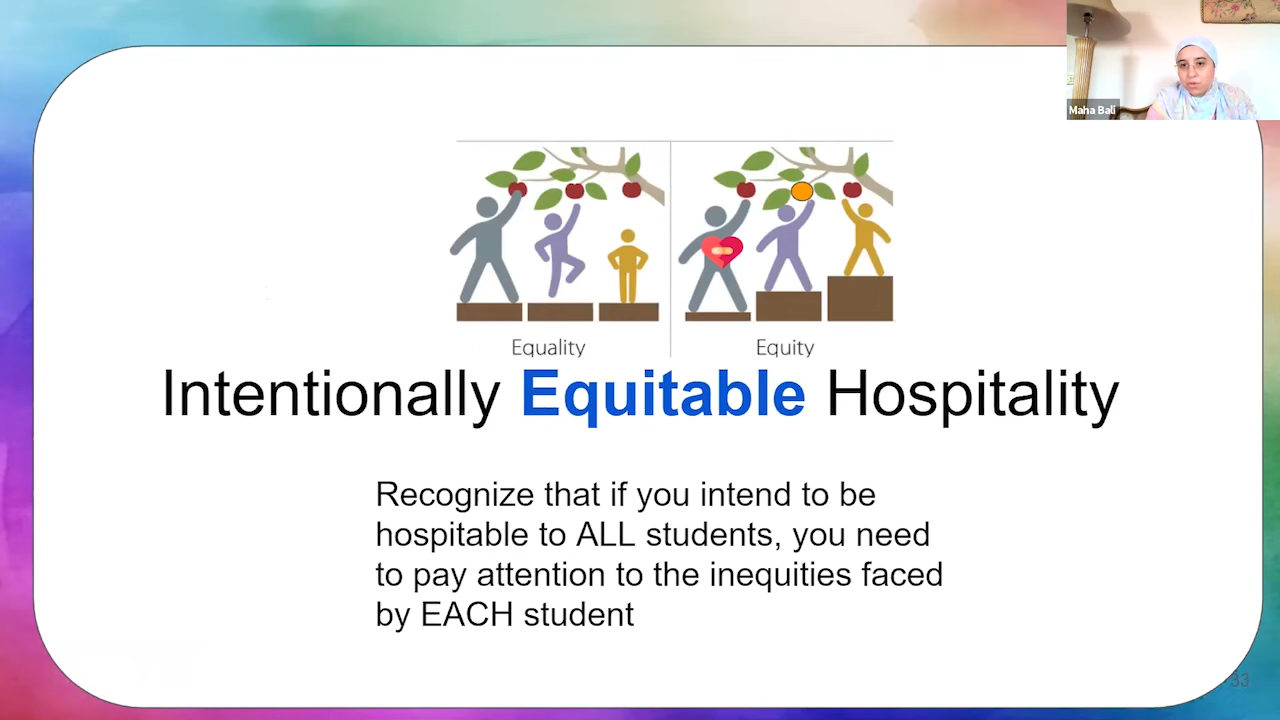 Maha Bali
Equality
Equity
Intentionally Equitable Hospitality
Recognize that if you intend to be
hospitable to ALL students, you need
to pay attention to the inequities faced
by EACH student
33